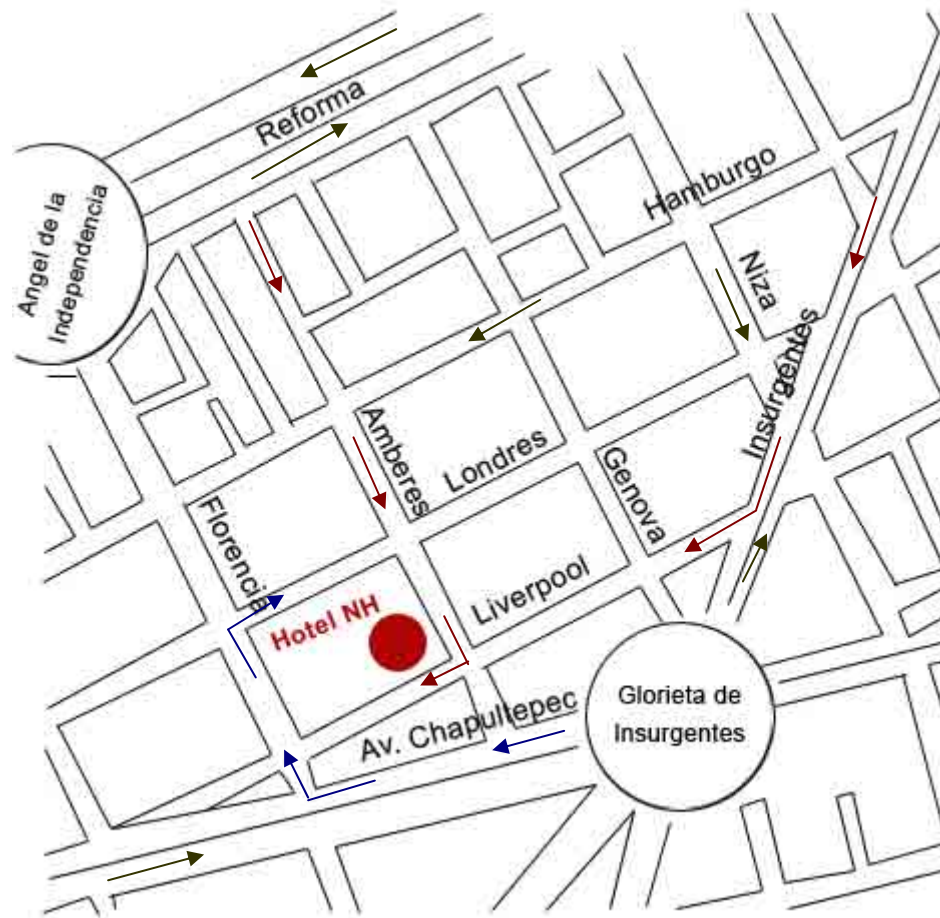 Reforma
Angel de la
Independencia
Hamburgo
Niza
Insurgentes
Amberes
Londres
Genova
Florencia
Liverpool
Hotel NH
Av. Chapultepec
Glorieta de
Insurgentes